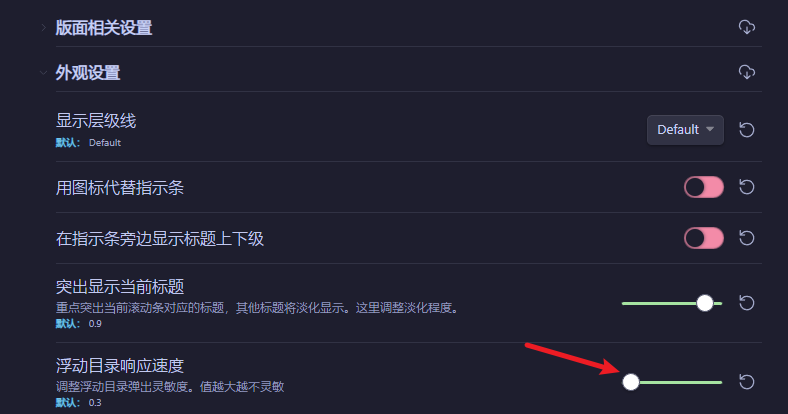 版面相关设置
外观设置
显示层级线
默认： Default
Default
用图标代替指示条
在指示条旁边显示标题上下级
突出显示当前标题
重点突出当前滚动条对应的标题，其他标题将淡化显示。这里调整淡化程度。
默认： 0.9
浮动目录响应速度
调整浮动目录弹出灵敏度。值越大越不灵敏
默认： 0.3